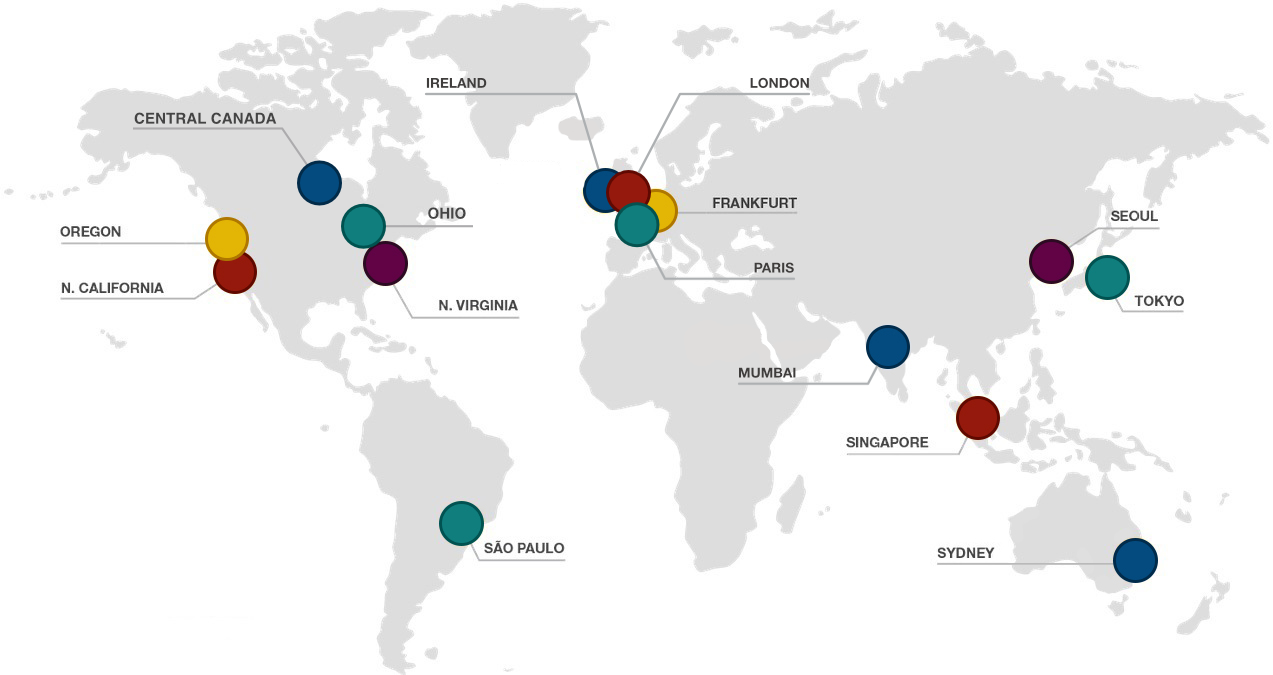 IRELAND
LONDON
CENTRAL CANADA
FRANKFURT
OHIO
SEOUL
OREGON
PARIS
N. CALIFORNIA
TOKYO
N. VIRGINIA
MUMBAI
SINGAPORE
SÃO PAULO
SYDNEY